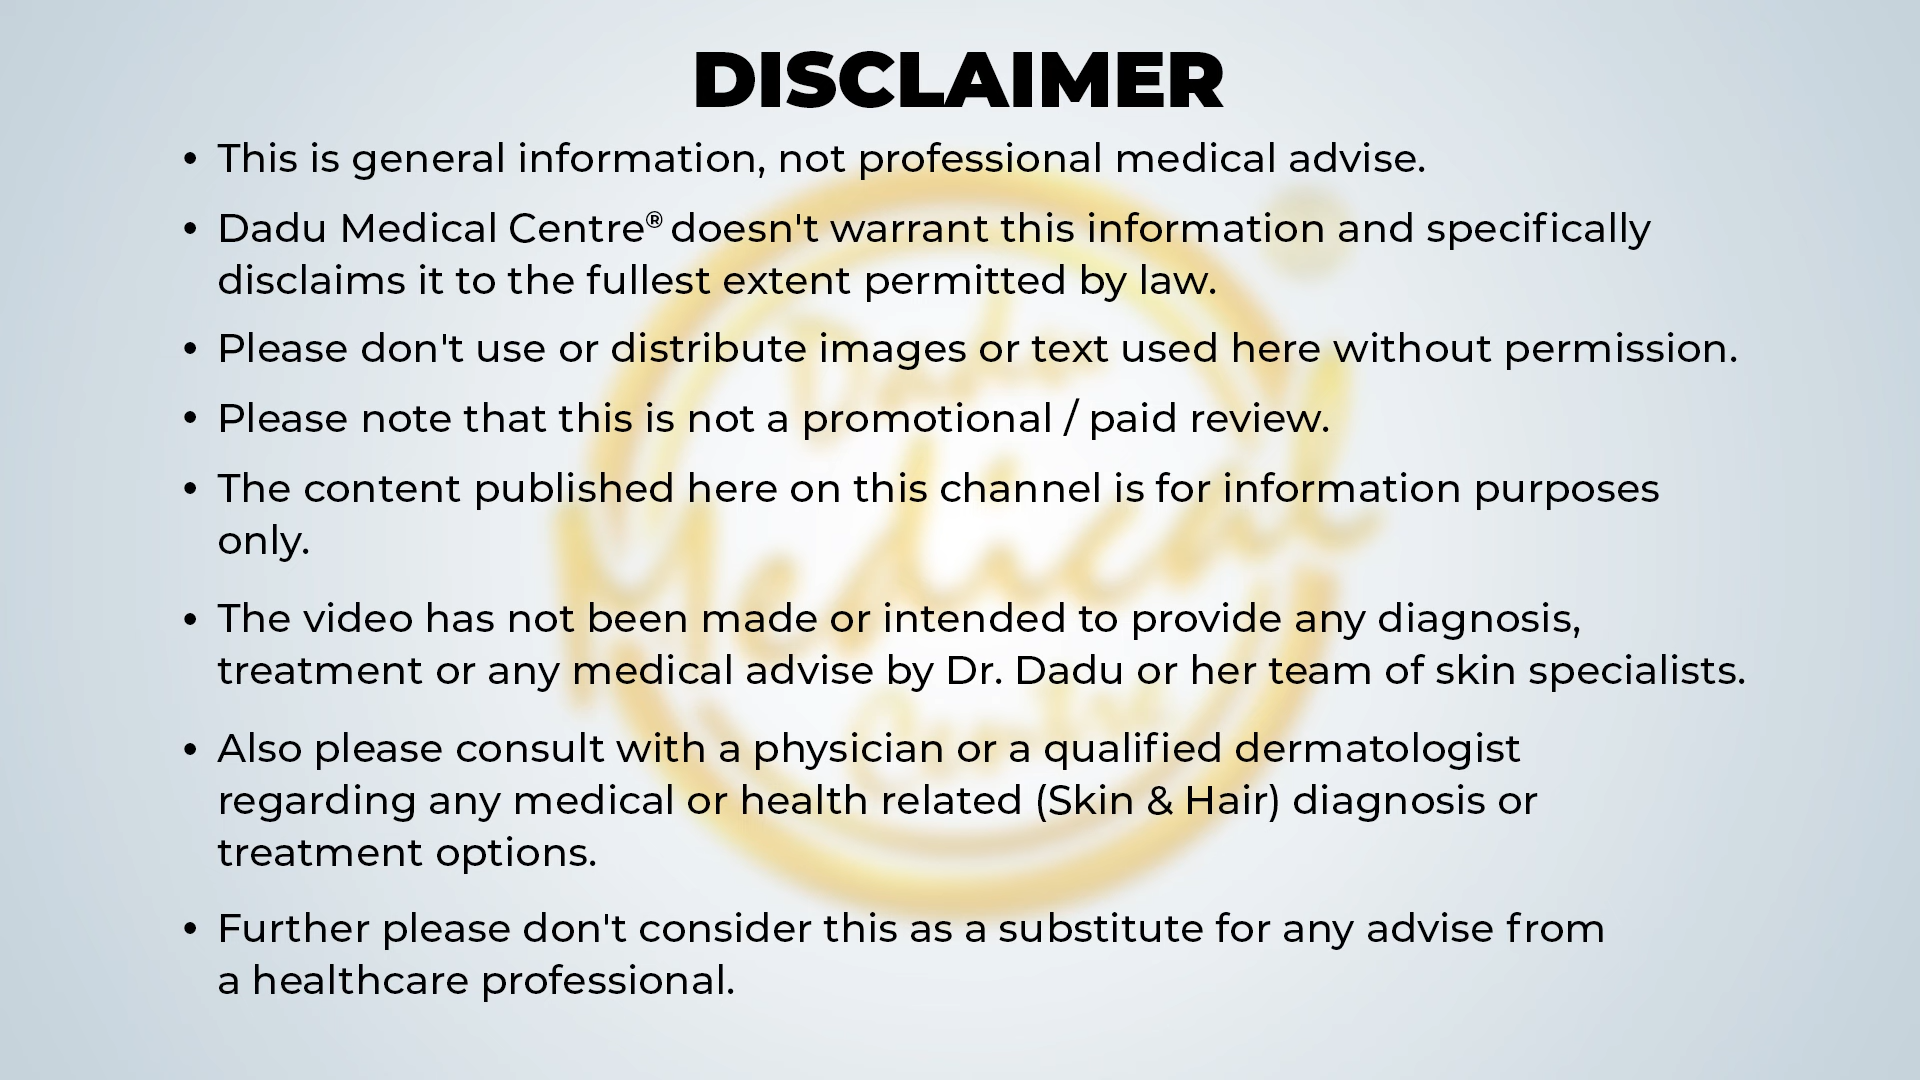 DISCLAIMER
• This is general information, not professional medical advise.
• Dadu Medical Centre® doesn't warrant this information and specifically
disclaims it to the fullest extent permitted by law.
• Please don't use or distribute images or text used here without permission.
• Please note that this is not a promotional / paid review.
• The content published here on this channel is for information purposes
only.
• The video has not been made or intended to provide any diagnosis,
treatment or any medical advise by Dr. Dadu or her team of skin specialists.
• Also please consult with a physician or a qualified dermatologist
regarding any medical or health related (Skin & Hair) diagnosis or
treatment options.
• Further please don't consider this as a substitute for any advise from
a healthcare professional.
Dadu
Medical
Centre